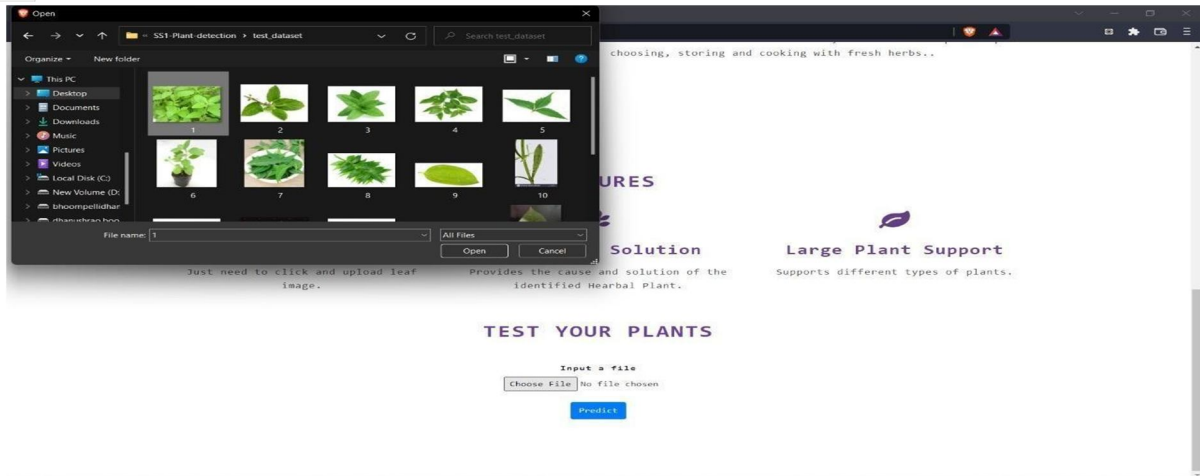 Open
SS1-Plant-detection > test_dataset
Search test_dataset
Organize
New folder
This PC
Desktop
Documents
Downloads
Music
Pictures
Videos
Local Disk (C:)
New Volume (D:
bhoompellidhar
dhanushrao boo
1
2
3
4
5
6
7
8
9
10
File name: 1
All Files
Open
Cancel
choosing, storing and cooking with fresh herbs..
URES
Solution
Large Plant Support
Just need to click and upload leaf
image.
Provides the cause and solution of the
identified Hearbal Plant.
Supports different types of plants.
TEST YOUR PLANTS
Input a file
Choose File No file chosen
Predict